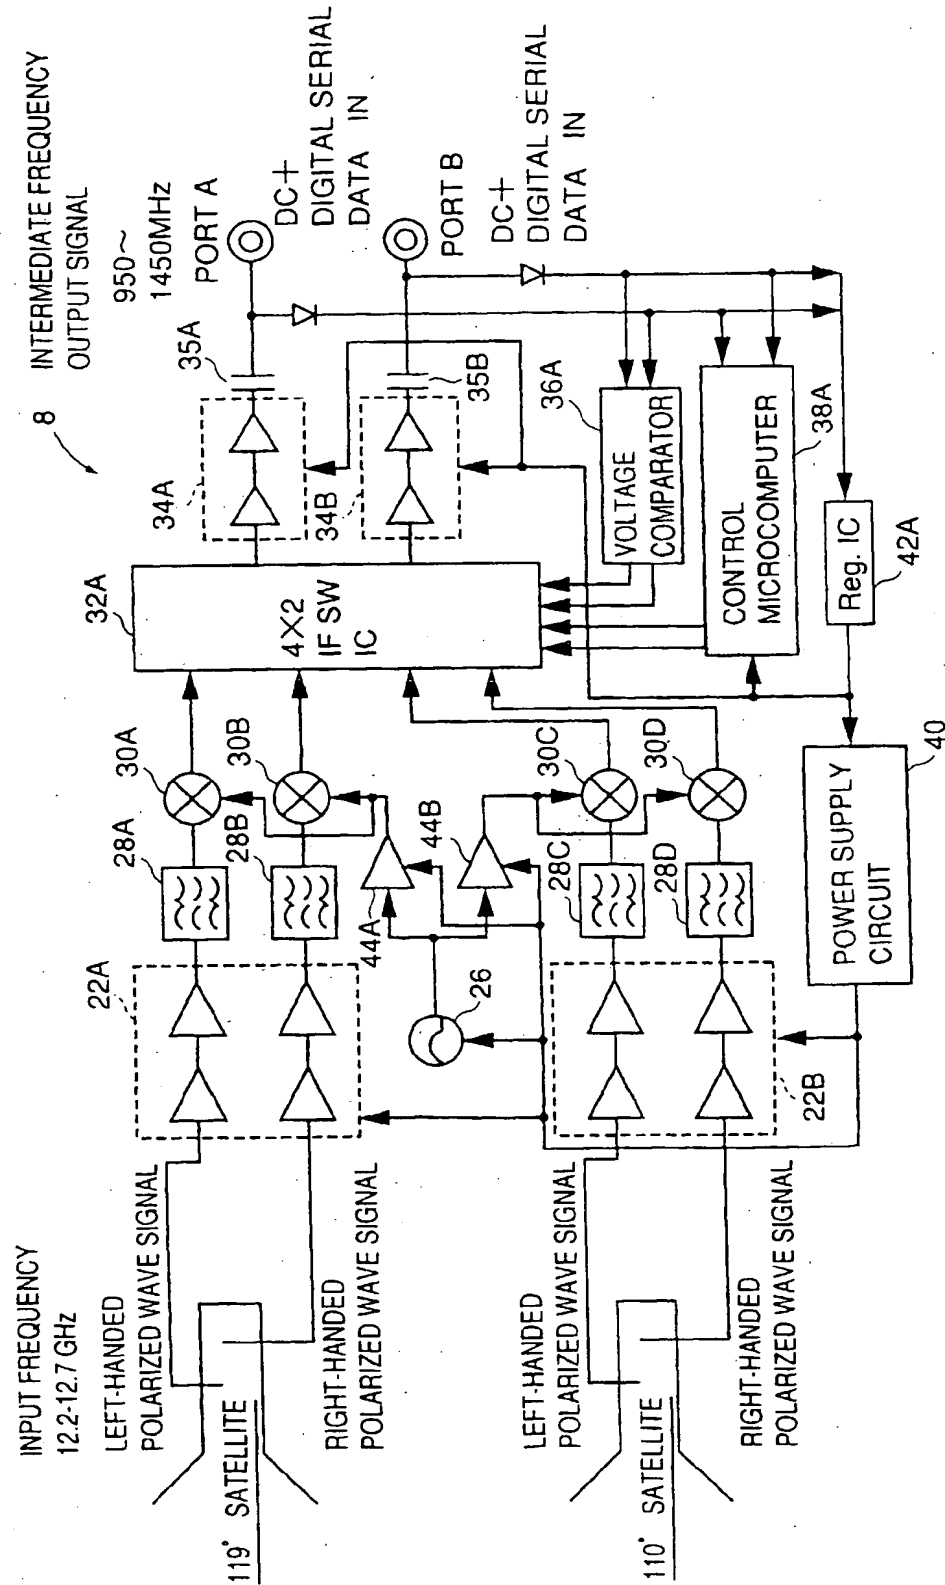 INPUT FREQUENCY
12.2-12.7 GHz
INTERMEDIATE FREQUENCY
OUTPUT SIGNAL
950~
1450MHz
8
LEFT-HANDED
POLARIZED WAVE SIGNAL
119° SATELLITE
RIGHT-HANDED
POLARIZED WAVE SIGNAL
22A
28A
30A
28B
30B
32A
4×2
IF SW
IC
34A
35A
PORT A
DC+
DIGITAL SERIAL
DATA IN
34B
35B
PORT B
DC+
DIGITAL SERIAL
DATA IN
44A
44B
26
LEFT-HANDED
POLARIZED WAVE SIGNAL
110° SATELLITE
RIGHT-HANDED
POLARIZED WAVE SIGNAL
22B
28C
30C
28D
30D
36A
VOLTAGE
COMPARATOR
CONTROL
MICROCOMPUTER
38A
Reg. IC
42A
POWER SUPPLY
CIRCUIT
40